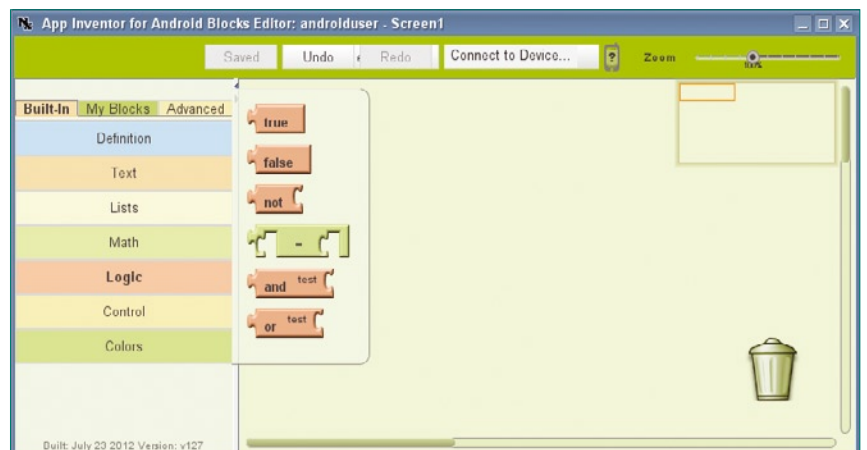 App Inventor for Android Blocks Editor: androlduser - Screen1
Saved Undo Redo Connect to Device... ? Zoom 100%
Built-In My Blocks Advanced
Definition
Text
Lists
Math
Logic
Control
Colors
true
false
not
=
and test
or test
Built: July 23 2012 Version: v127